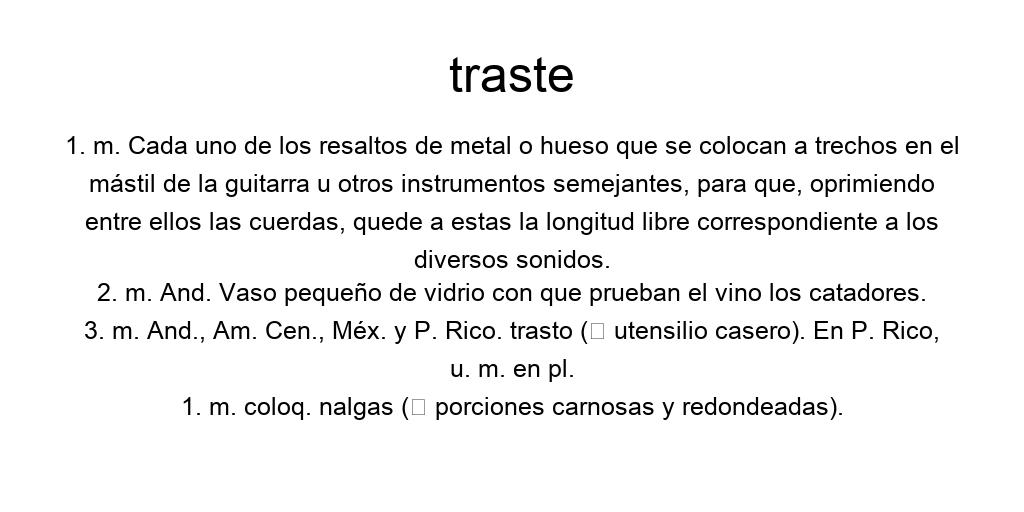 traste
1. m. Cada uno de los resaltos de metal o hueso que se colocan a trechos en el
mástil de la guitarra u otros instrumentos semejantes, para que, oprimiendo
entre ellos las cuerdas, quede a estas la longitud libre correspondiente a los
diversos sonidos.
2. m. And. Vaso pequeño de vidrio con que prueban el vino los catadores.
3. m. And., Am. Cen., Méx. y P. Rico. trasto (□ utensilio casero). En P. Rico,
u. m. en pl.
1. m. coloq. nalgas (□ porciones carnosas y redondeadas).